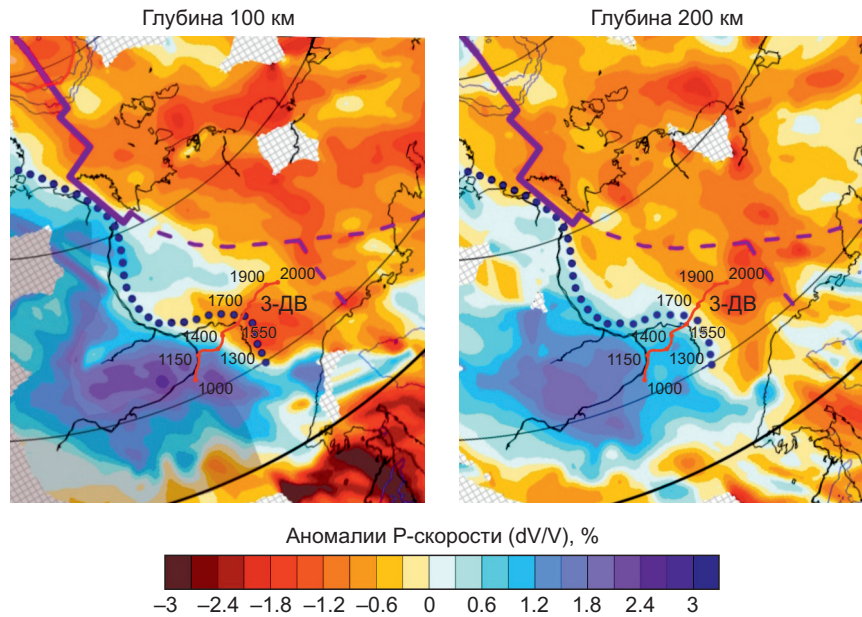 Глубина 100 км
Глубина 200 км
1900 2000
1700 3-ДВ
1400 1550
1150 1300
1000
1900 2000
1700 3-ДВ
1400 1550
1150 1300
1000
Аномалии P-скорости (dV/V), %
–3 –2.4 –1.8 –1.2 –0.6 0 0.6 1.2 1.8 2.4 3